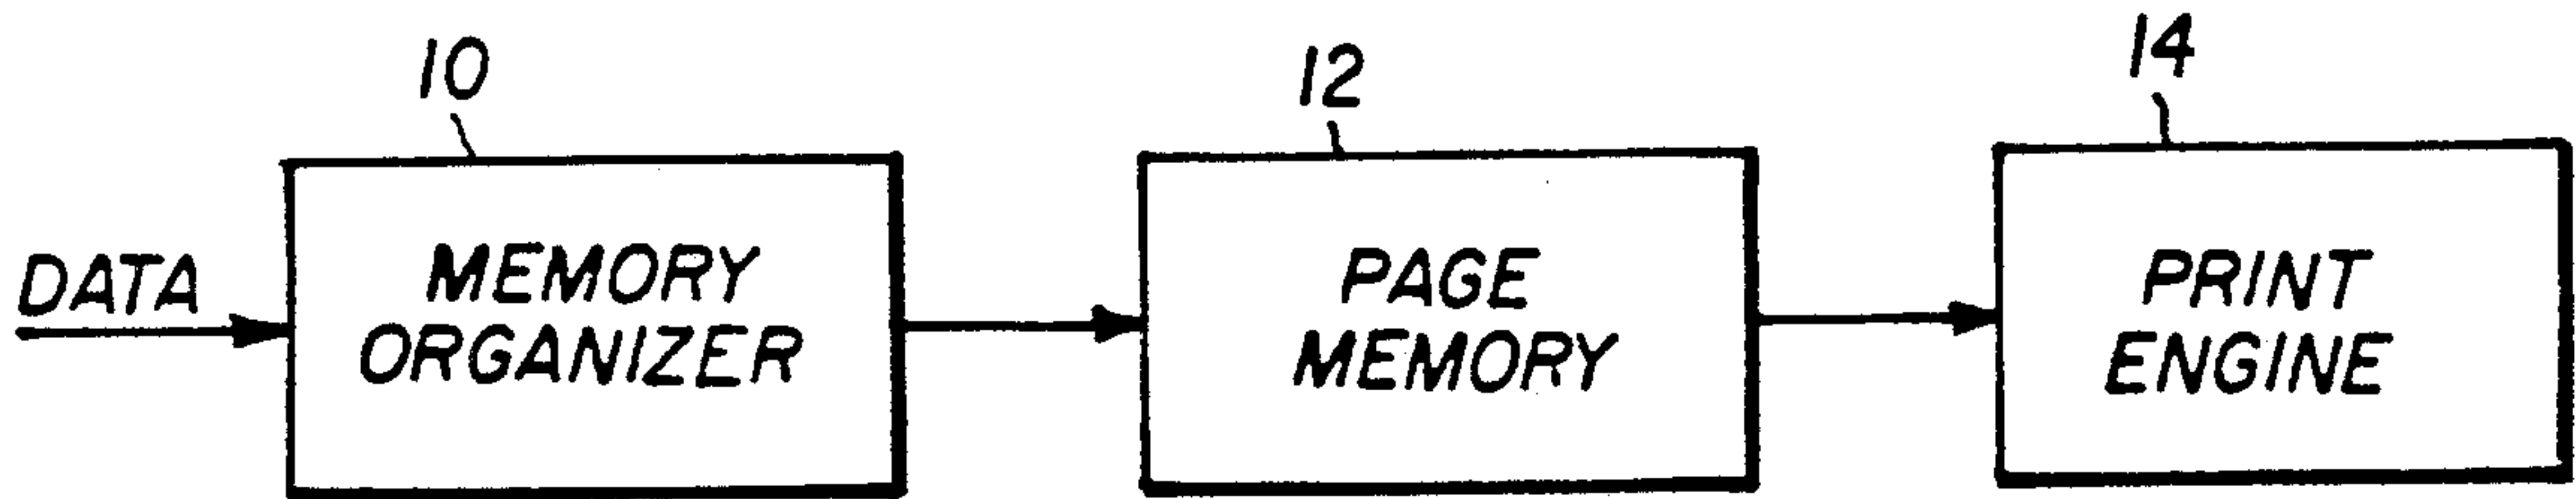 10
12
14
DATA
MEMORY
ORGANIZER
PAGE
MEMORY
PRINT
ENGINE